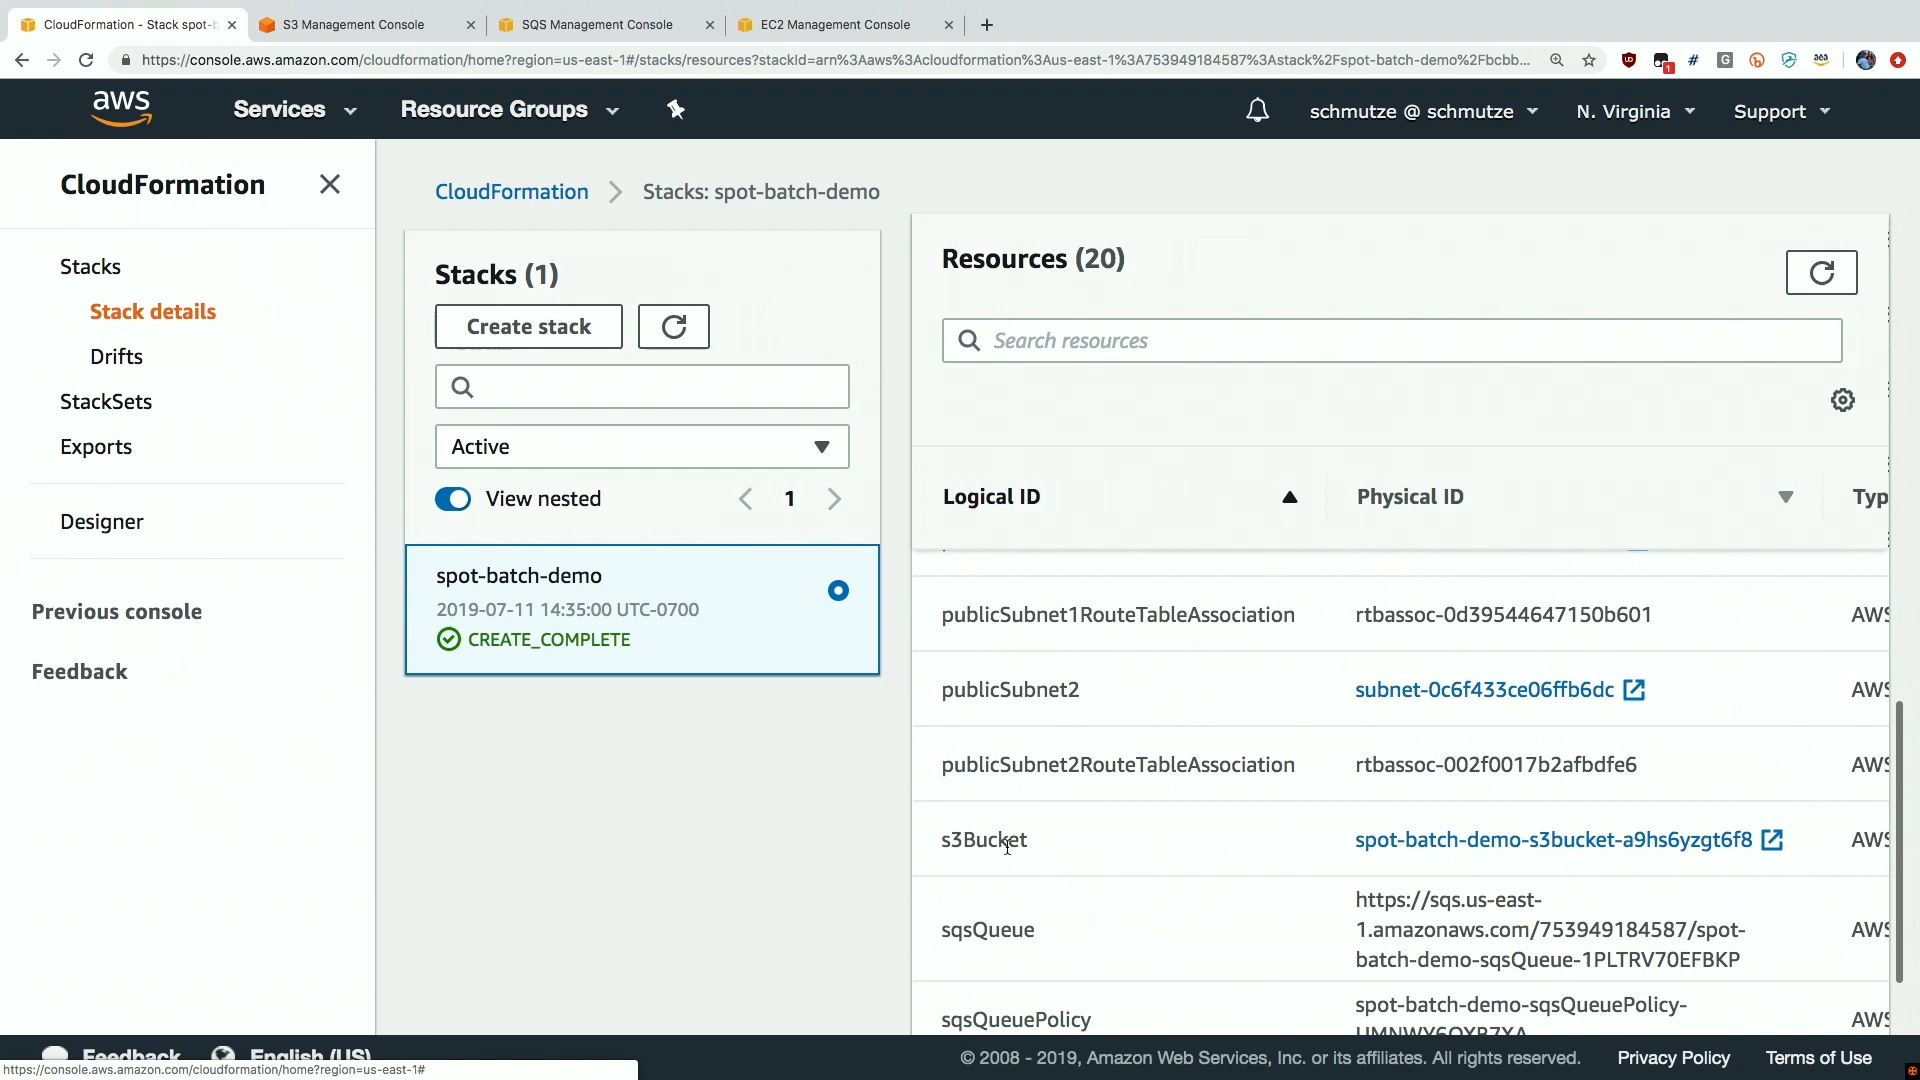 CloudFormation - Stack spot-b
S3 Management Console
SQS Management Console
EC2 Management Console
https://console.aws.amazon.com/cloudformation/home?region=us-east-1#/stacks/resources?stackId=arn%3Aaws%3Acloudformation%3Aus-east-1%3A753949184587%3Astack%2Fspot-batch-demo%2Fbcbb...
aws
Services
Resource Groups
schmutze @ schmutze
N. Virginia
Support
CloudFormation
Stacks
Stack details
Drifts
StackSets
Exports
Designer
Previous console
Feedback
CloudFormation
Stacks: spot-batch-demo
Stacks (1)
Create stack
Active
View nested
1
spot-batch-demo
2019-07-11 14:35:00 UTC-0700
CREATE_COMPLETE
Resources (20)
Search resources
Logical ID
Physical ID
Typ
publicSubnet1RouteTableAssociation
rtbassoc-0d39544647150b601
AWS
publicSubnet2
subnet-0c6f433ce06ffb6dc
AWS
publicSubnet2RouteTableAssociation
rtbassoc-002f0017b2afbdfe6
AWS
s3Bucket
spot-batch-demo-s3bucket-a9hs6yzgt6f8
AWS
sqsQueue
https://sqs.us-east-
1.amazonaws.com/753949184587/spot-
batch-demo-sqsQueue-1PLTRV70EFBKP
AWS
sqsQueuePolicy
spot-batch-demo-sqsQueuePolicy-
AWS
Feedback
English (US)
© 2008 - 2019, Amazon Web Services, Inc. or its affiliates. All rights reserved.
Privacy Policy
Terms of Use
https://console.aws.amazon.com/cloudformation/home?region=us-east-1#